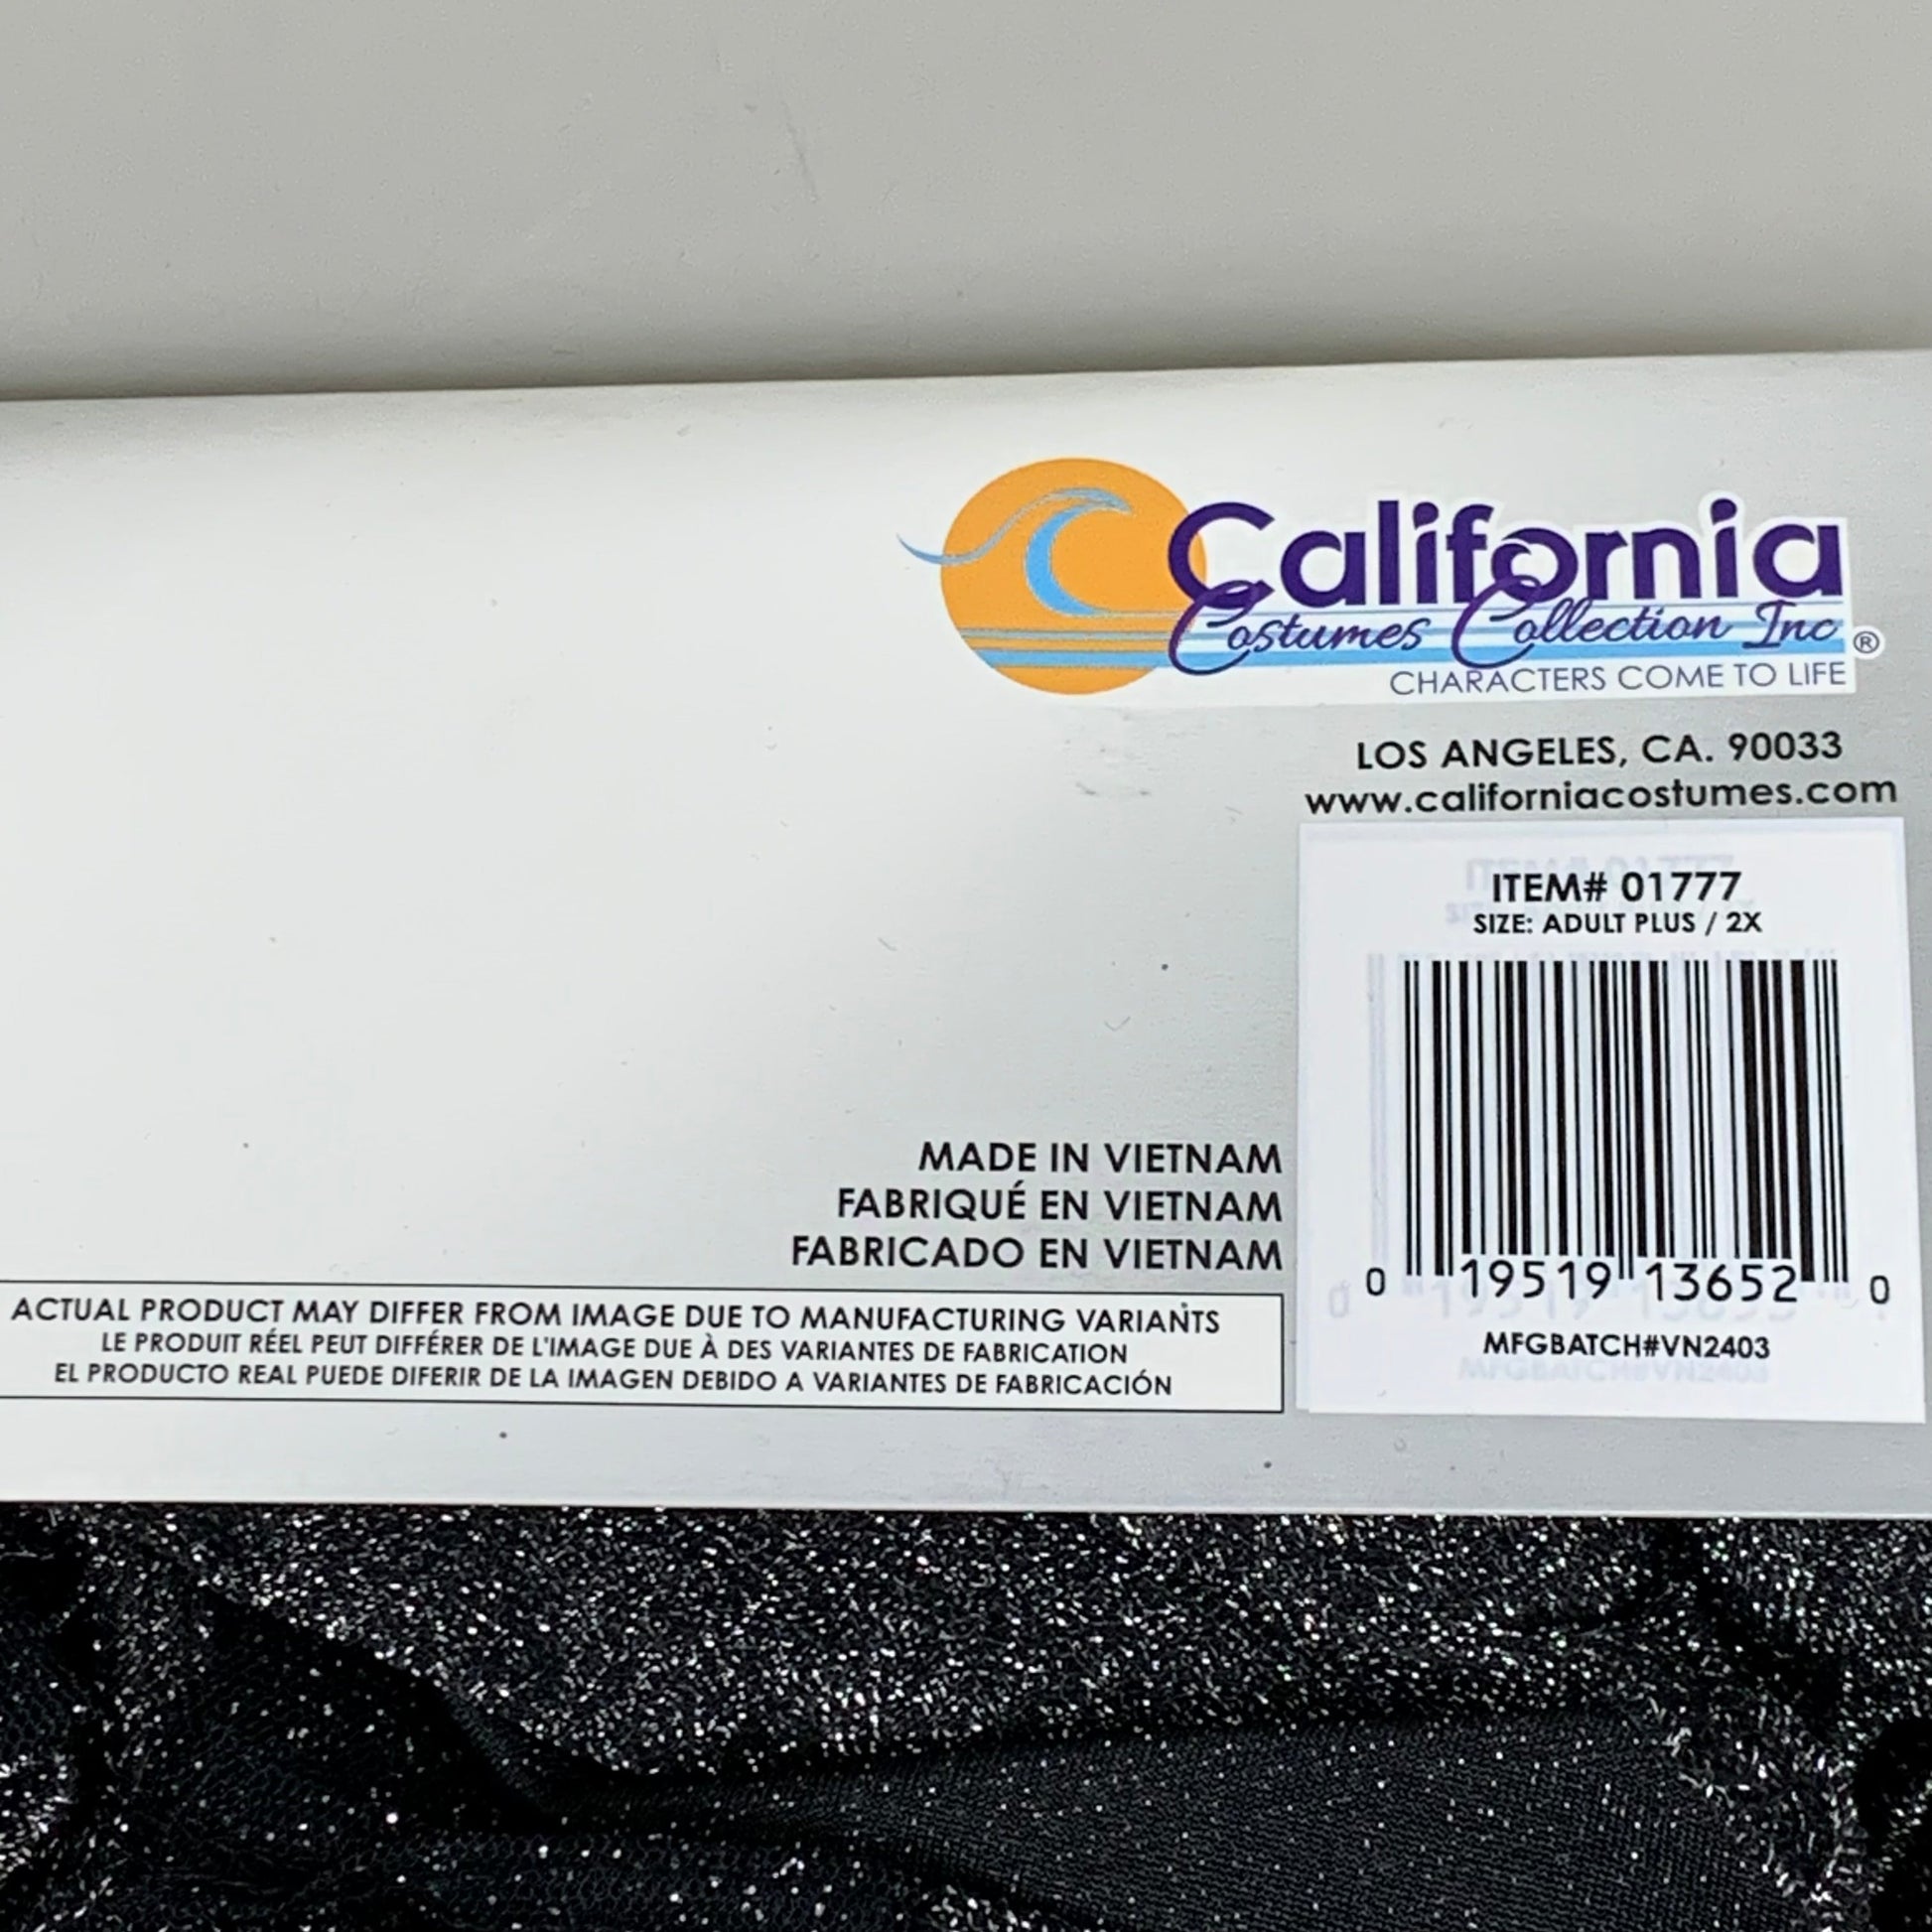 California
Costumes Collection Inc ®
CHARACTERS COME TO LIFE
LOS ANGELES, CA. 90033
www.californiacostumes.com
ITEM# 01777
SIZE: ADULT PLUS / 2X
0 19519 13652 0
MFGBATCH#VN2403
MADE IN VIETNAM
FABRIQUÉ EN VIETNAM
FABRICADO EN VIETNAM
ACTUAL PRODUCT MAY DIFFER FROM IMAGE DUE TO MANUFACTURING VARIANTS
LE PRODUIT RÉEL PEUT DIFFÉRER DE L'IMAGE DUE À DES VARIANTES DE FABRICATION
EL PRODUCTO REAL PUEDE DIFERIR DE LA IMAGEN DEBIDO A VARIANTES DE FABRICACIÓN